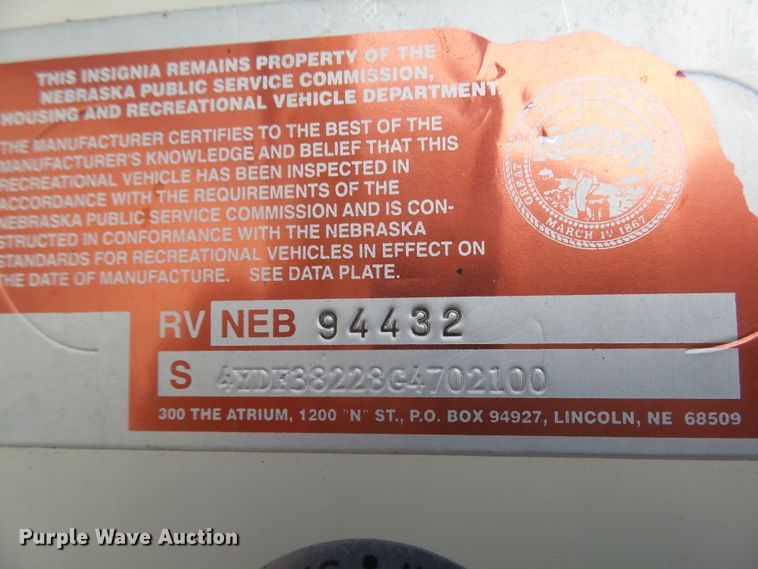 THIS INSIGNIA REMAINS PROPERTY OF THE
NEBRASKA PUBLIC SERVICE COMMISSION,
HOUSING AND RECREATIONAL VEHICLE DEPARTMENT.
THE MANUFACTURER CERTIFIES TO THE BEST OF THE
MANUFACTURER'S KNOWLEDGE AND BELIEF THAT THIS
RECREATIONAL VEHICLE HAS BEEN INSPECTED IN
ACCORDANCE WITH THE REQUIREMENTS OF THE
NEBRASKA PUBLIC SERVICE COMMISSION AND IS CON-
STRUCTED IN CONFORMANCE WITH THE NEBRASKA
STANDARDS FOR RECREATIONAL VEHICLES IN EFFECT ON
THE DATE OF MANUFACTURE. SEE DATA PLATE.
GREAT
MARCH 1ST 1867
RV NEB 94432
S 4YDF38228G4702100
300 THE ATRIUM, 1200 "N" ST., P.O. BOX 94927, LINCOLN, NE 68509
Purple Wave Auction